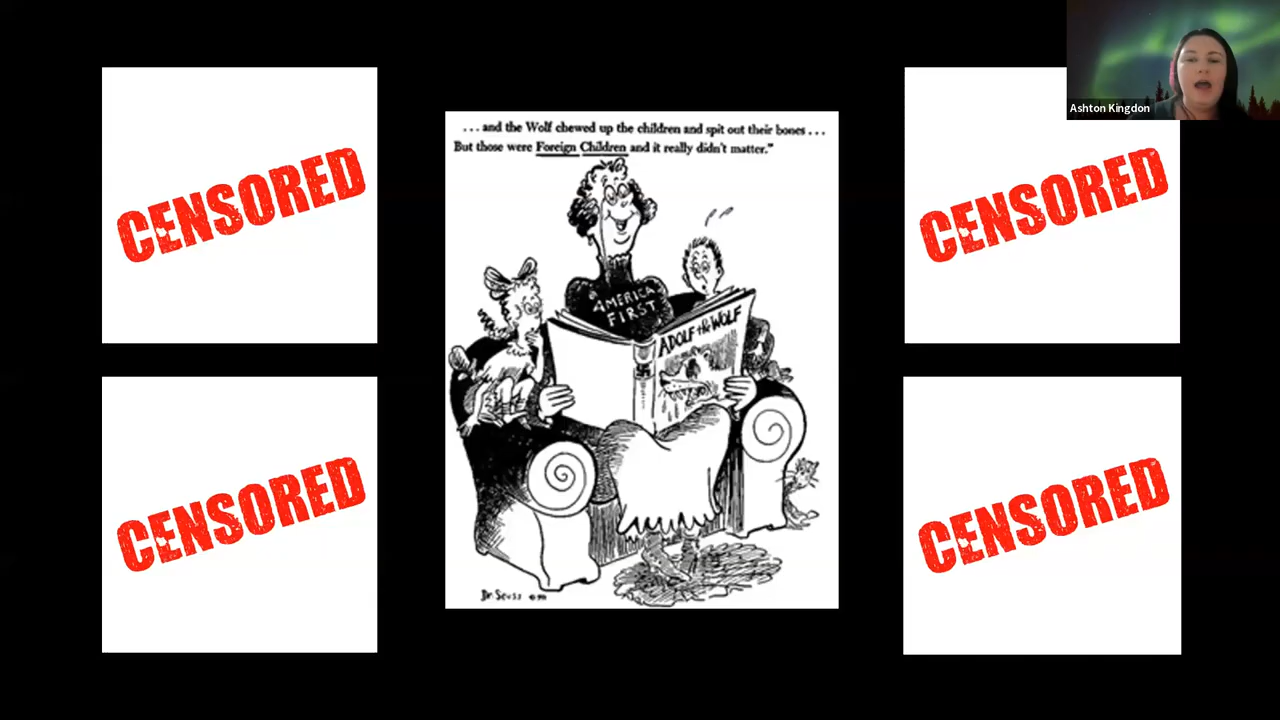 CENSORED
CENSORED
Ashton Kingdon
...and the Wolf chewed up the children and spit out their bones...
But those were Foreign Children and it really didn't matter."
"AMERICA
FIRST"
ADOLF the WOLF
Dr. Seuss
CENSORED
CENSORED